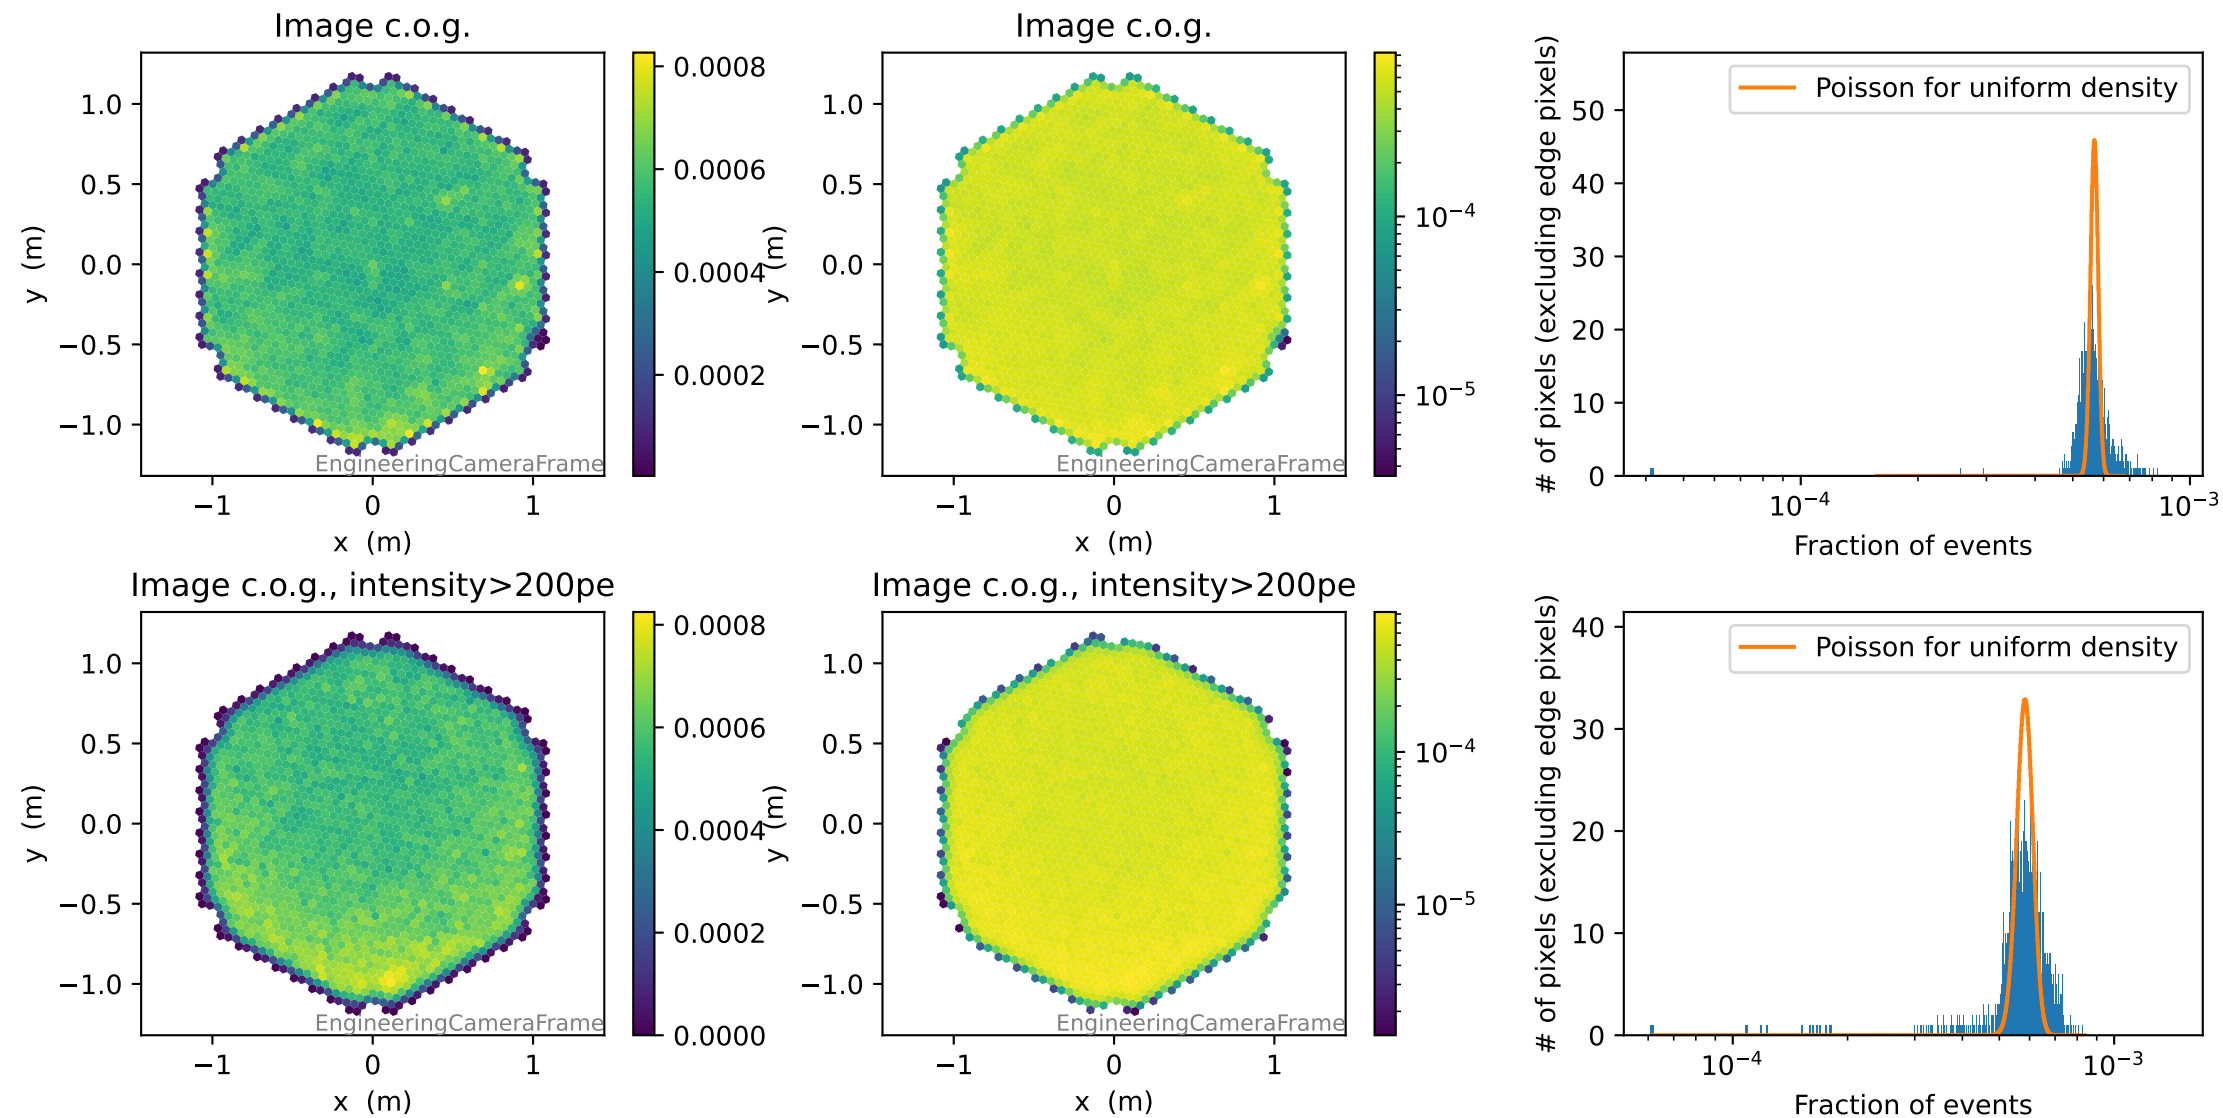 Image c.o.g.
1.0
0.5
0.0
−0.5
−1.0
y (m)
−1
0
1
x (m)
EngineeringCameraFrame
0.0008
0.0006
0.0004
0.0002
Image c.o.g.
1.0
0.5
0.0
−0.5
−1.0
y (m)
−1
0
1
x (m)
EngineeringCameraFrame
10⁻⁴
10⁻⁵
# of pixels (excluding edge pixels)
50
40
30
20
10
0
Poisson for uniform density
10⁻⁴
10⁻³
Fraction of events
Image c.o.g., intensity>200pe
1.0
0.5
0.0
−0.5
−1.0
y (m)
−1
0
1
x (m)
EngineeringCameraFrame
0.0008
0.0006
0.0004
0.0002
0.0000
Image c.o.g., intensity>200pe
1.0
0.5
0.0
−0.5
−1.0
y (m)
−1
0
1
x (m)
EngineeringCameraFrame
10⁻⁴
10⁻⁵
# of pixels (excluding edge pixels)
40
30
20
10
0
Poisson for uniform density
10⁻⁴
10⁻³
Fraction of events